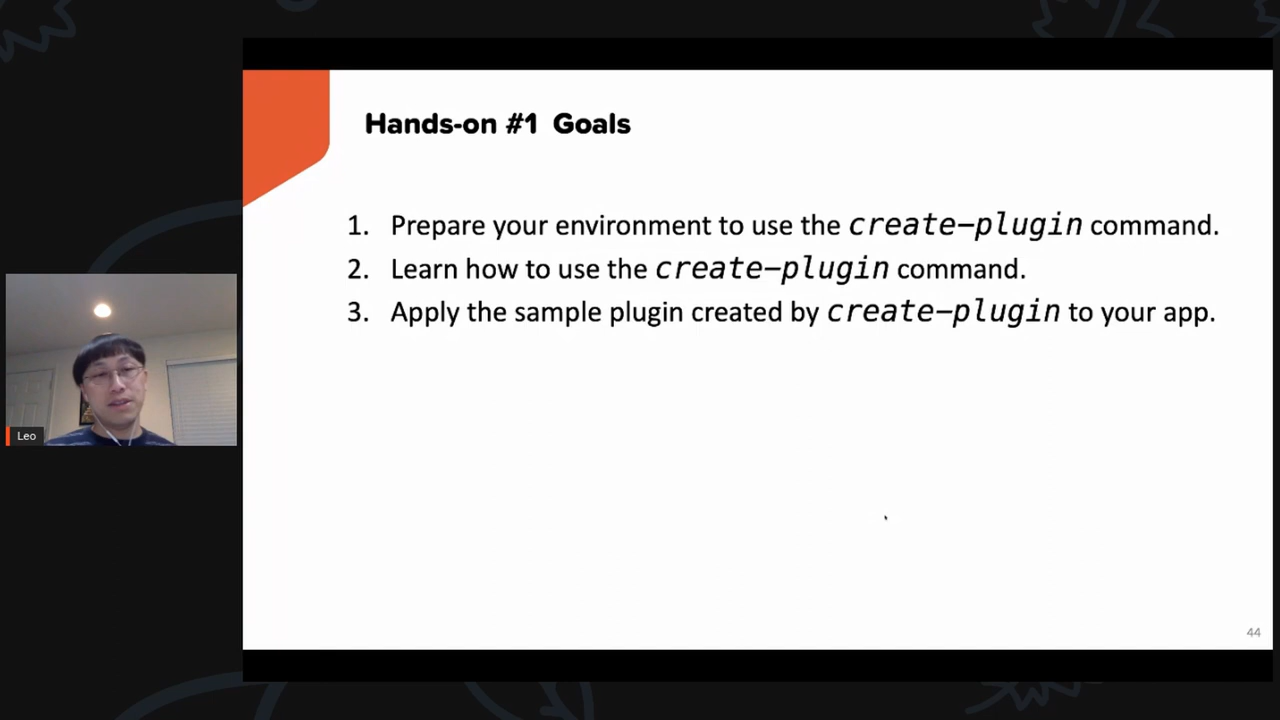 Hands-on #1 Goals
1. Prepare your environment to use the create-plugin command.
2. Learn how to use the create-plugin command.
3. Apply the sample plugin created by create-plugin to your app.
Leo
44